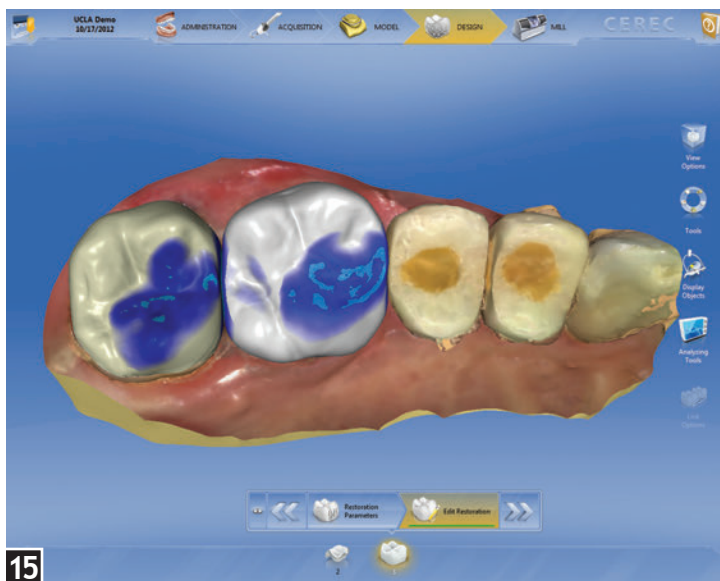 UCLA Demo
10/17/2012
ADMINISTRATION
ACQUISITION
MODEL
DESIGN
MILL
CEREC
View
Options
Tools
Display
Objects
Analyzing
Tools
Options
Restoration
Parameters
Edit Restoration
2
15